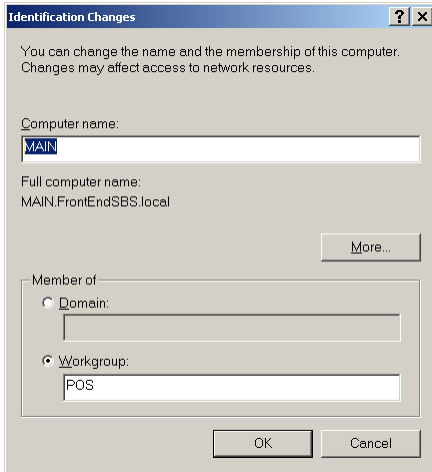 Identification Changes
You can change the name and the membership of this computer.
Changes may affect access to network resources.
Computer name:
MAIN
Full computer name:
MAIN.FrontEndSBS.local
More...
Member of
Domain:
Workgroup:
POS
OK
Cancel